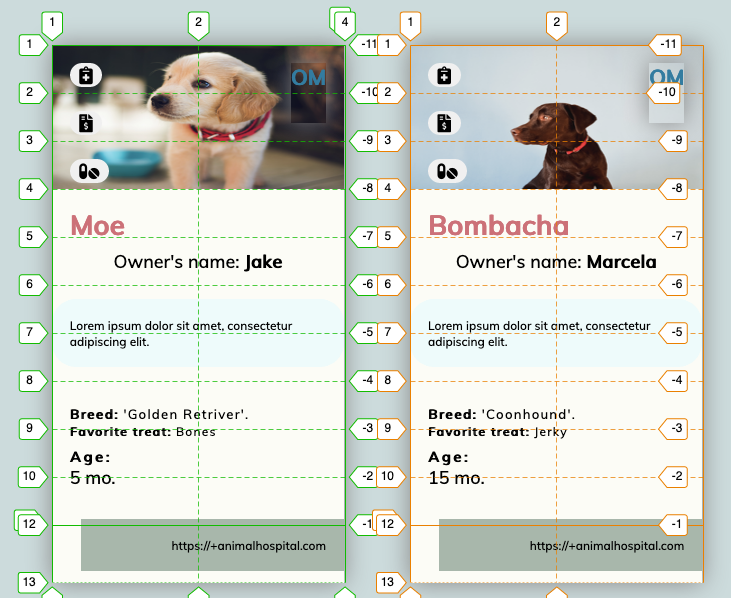 1 2 4 1 2
1 -11 1 -11
OM OM
2 -10 2 -10
3 -9 3 -9
4 -8 4 -8
Moe
Bombacha
5 -7 5 -7
Owner's name: Jake
Owner's name: Marcela
6 -6 6 -6
Lorem ipsum dolor sit amet, consectetur
adipiscing elit.
Lorem ipsum dolor sit amet, consectetur
adipiscing elit.
7 -5 7 -5
8 -4 8 -4
Breed: 'Golden Retriver'.
Favorite treat: Bones
Breed: 'Coonhound'.
Favorite treat: Jerky
9 -3 9 -3
Age:
5 mo.
Age:
15 mo.
10 -2 10 -2
12 -1 12 -1
https://+animalhospital.com
https://+animalhospital.com
13 13